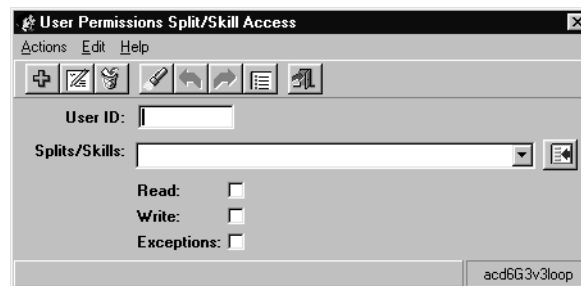 User Permissions Split/Skill Access
Actions Edit Help
User ID:
Splits/Skills:
Read:
Write:
Exceptions:
acd6G3v3loop